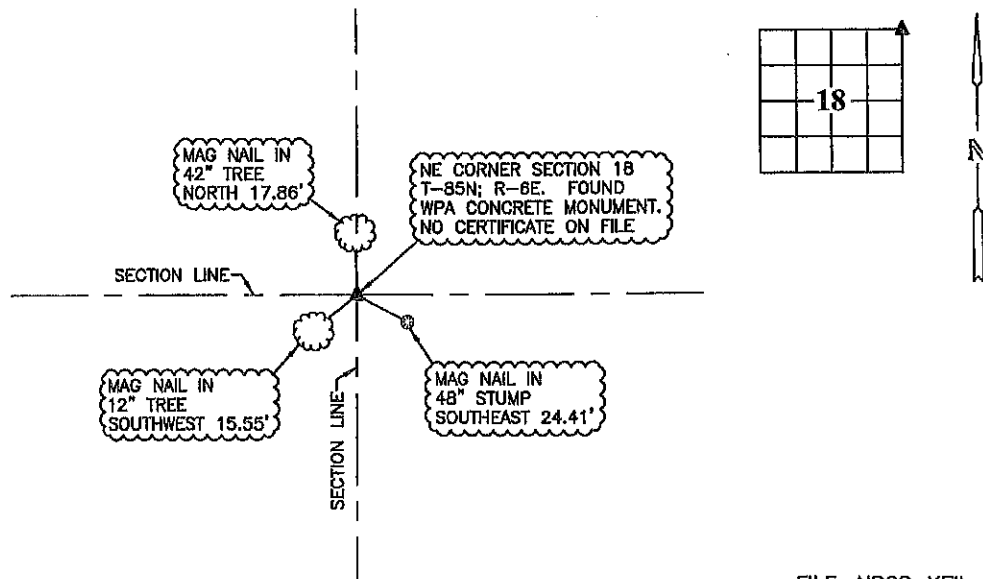 MAG NAIL IN
42" TREE
NORTH 17.86'
NE CORNER SECTION 18
T-85N; R-6E. FOUND
WPA CONCRETE MONUMENT.
NO CERTIFICATE ON FILE
18
N
SECTION LINE
MAG NAIL IN
12" TREE
SOUTHWEST 15.55'
SECTION LINE
MAG NAIL IN
48" STUMP
SOUTHEAST 24.41'